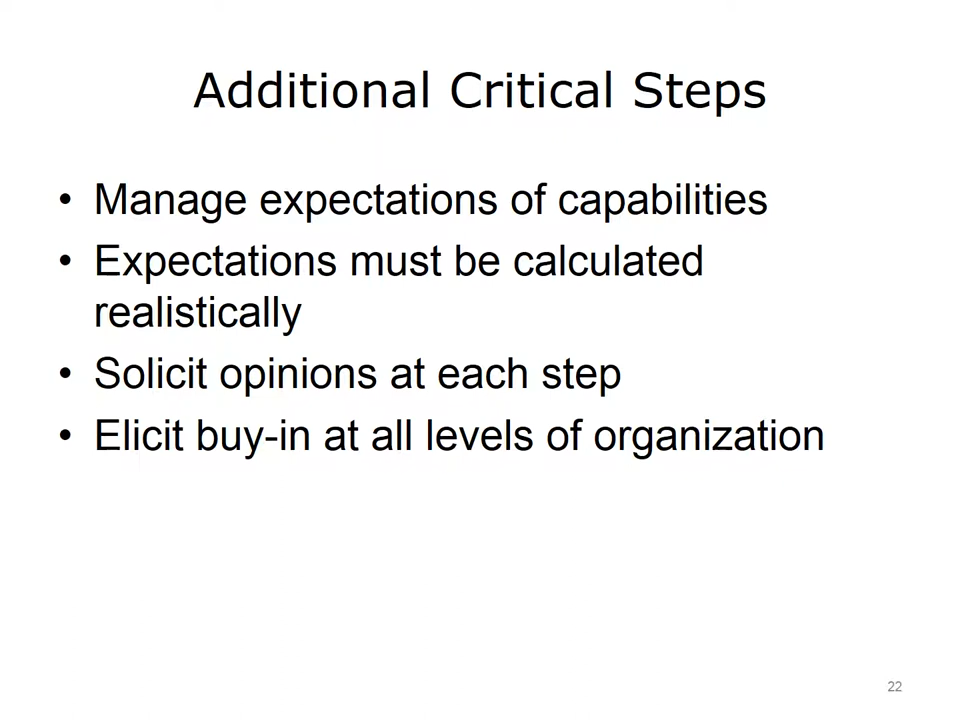 Additional Critical Steps
• Manage expectations of capabilities
• Expectations must be calculated
realistically
• Solicit opinions at each step
• Elicit buy-in at all levels of organization
22